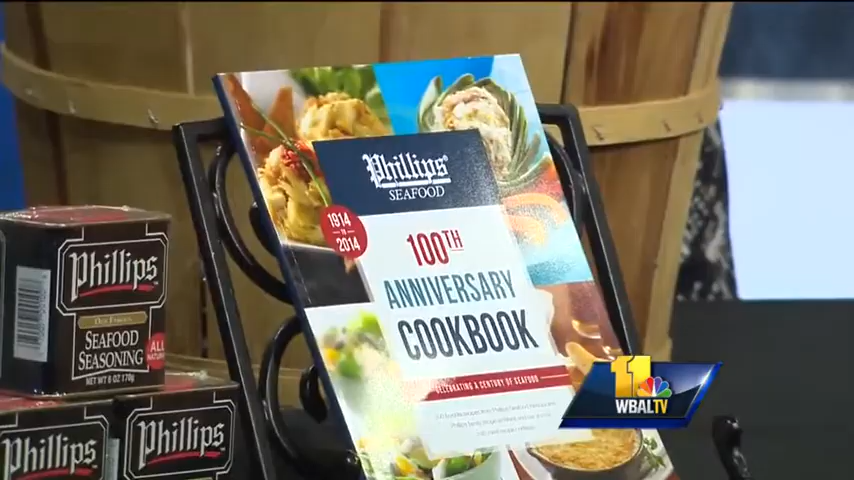 Phillips
SEAFOOD
1914
TO
2014
100TH
ANNIVERSARY
COOKBOOK
CELEBRATING A CENTURY OF SEAFOOD
Phillips
SEAFOOD
SEASONING
ALL
NET WT 6 OZ 170g
Phillips
Phillips
11
WBALTV